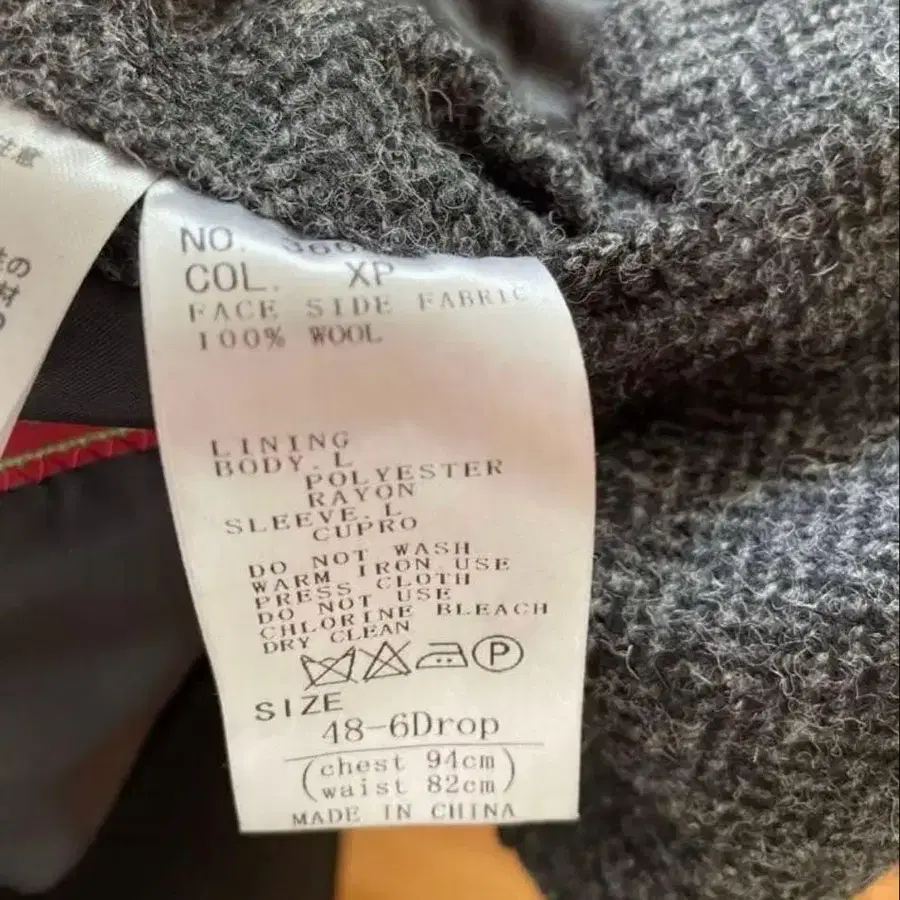 の
材
NO.
COL. XP
FACE SIDE FABRIC
100% WOOL
LINING
BODY. L
POLYESTER
RAYON
SLEEVE. L
CUPRO
DO NOT WASH
WARM IRON USE
PRESS CLOTH
DO NOT USE
CHLORINE BLEACH
DRY CLEAN
P
SIZE
48-6Drop
(chest 94cm
waist 82cm)
MADE IN CHINA